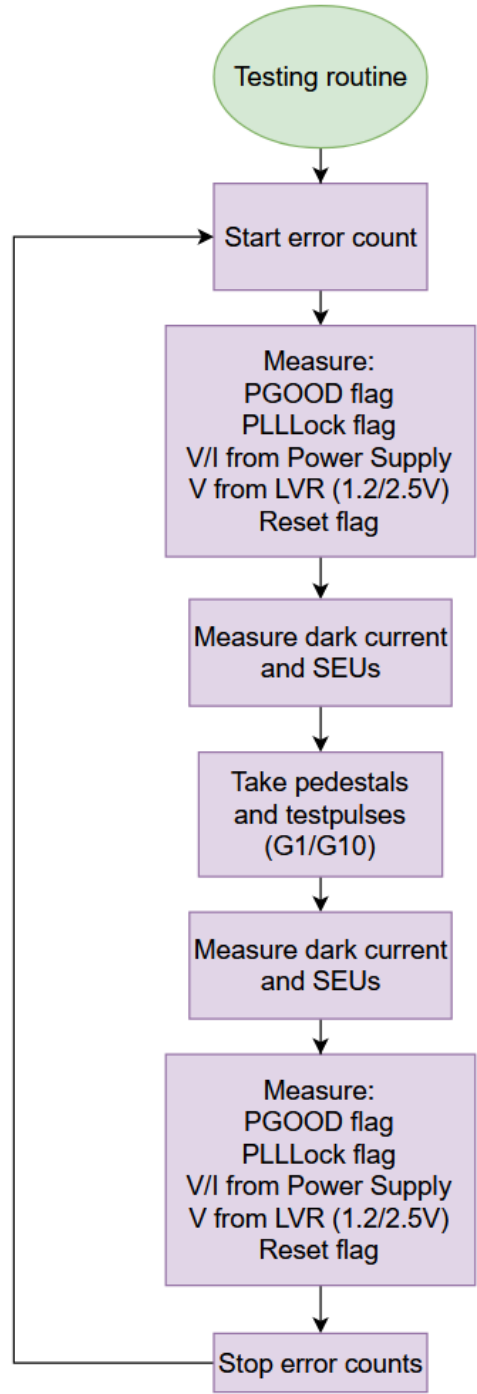 Testing routine
Start error count
Measure:
PGOOD flag
PLLLock flag
V/I from Power Supply
V from LVR (1.2/2.5V)
Reset flag
Measure dark current
and SEUs
Take pedestals
and testpulses
(G1/G10)
Measure dark current
and SEUs
Measure:
PGOOD flag
PLLLock flag
V/I from Power Supply
V from LVR (1.2/2.5V)
Reset flag
Stop error counts